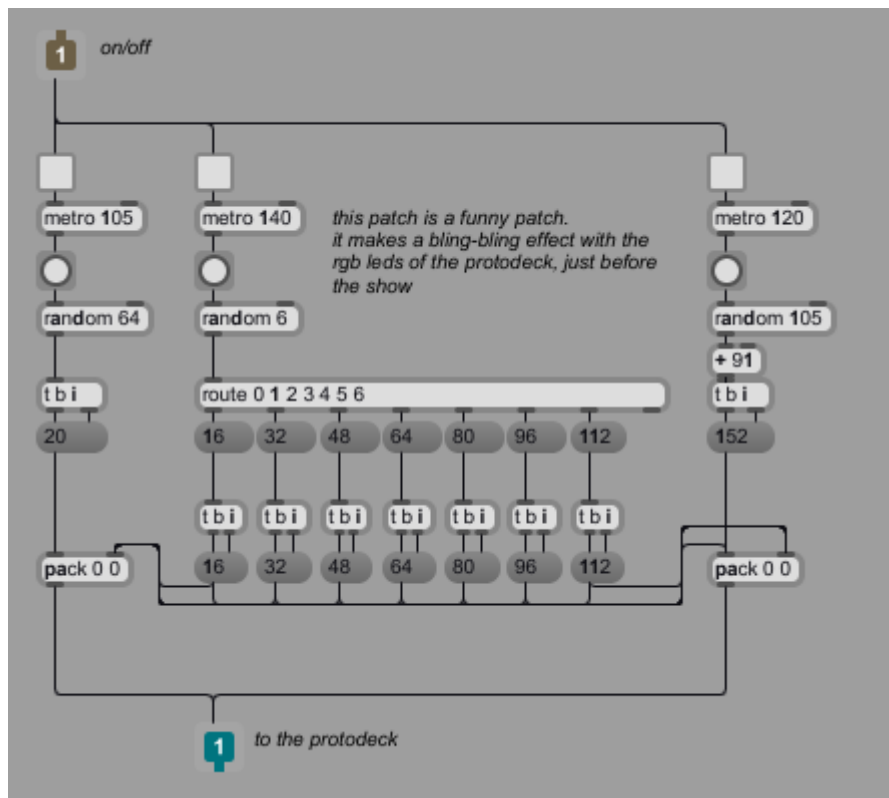 1 on/off
metro 105 metro 140 metro 120
this patch is a funny patch.
it makes a bling-bling effect with the
rgb leds of the protodeck, just before
the show
random 64 random 6 random 105
+ 91
t b i route 0 1 2 3 4 5 6 t b i
20 16 32 48 64 80 96 112 152
t b i t b i t b i t b i t b i t b i t b i
pack 0 0 16 32 48 64 80 96 112 pack 0 0
1 to the protodeck